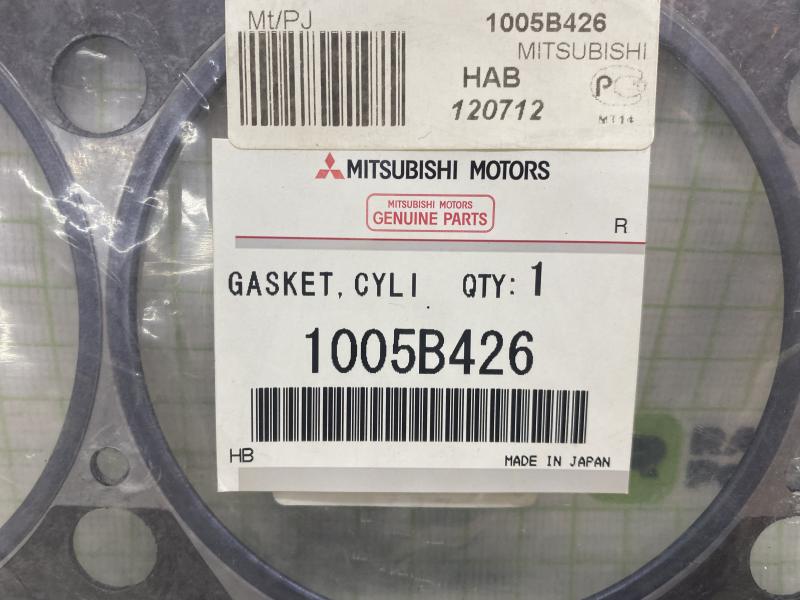 Mt/PJ 1005B426
MITSUBISHI
HAB
120712
MT14
MITSUBISHI MOTORS
MITSUBISHI MOTORS
GENUINE PARTS
R
GASKET, CYLI QTY: 1
1005B426
HB
MADE IN JAPAN